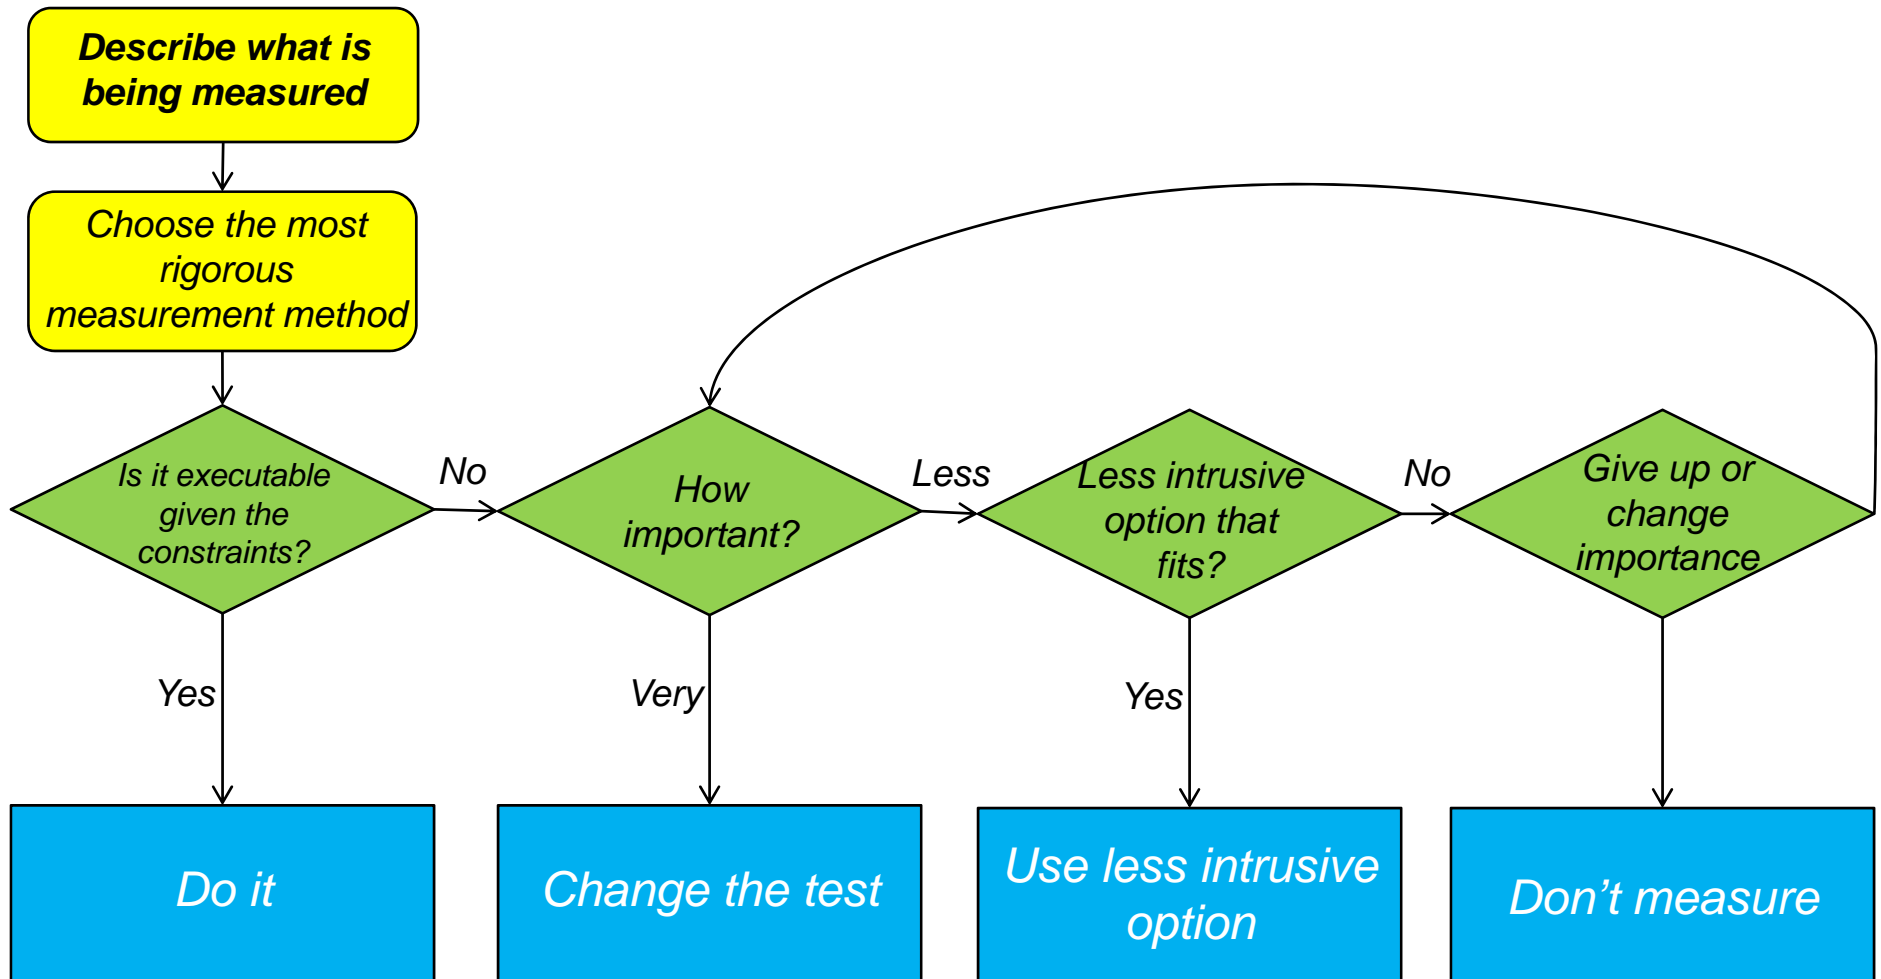 Describe what is
being measured
Choose the most
rigorous
measurement method
Is it executable
given the
constraints?
No
How
important?
Less
Less intrusive
option that
fits?
No
Give up or
change
importance
Yes
Very
Yes
Do it
Change the test
Use less intrusive
option
Don’t measure